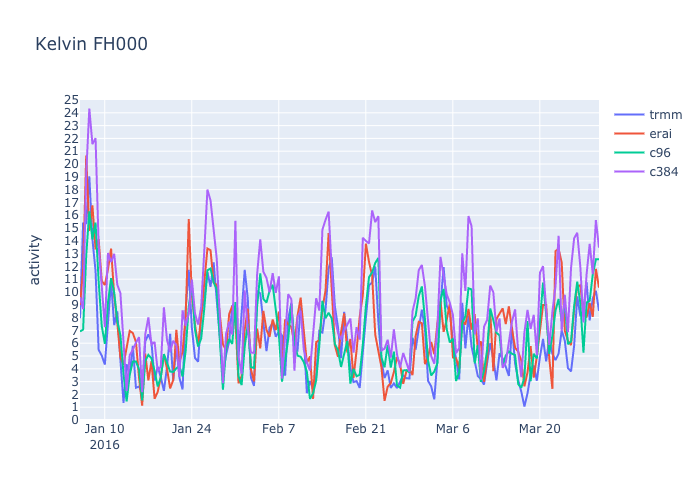 Kelvin FH000
25
24
23
22
21
20
19
18
17
16
15
14
13
12
11
10
9
8
7
6
5
4
3
2
1
0
activity
Jan 10
2016
Jan 24
Feb 7
Feb 21
Mar 6
Mar 20
trmm
erai
c96
c384